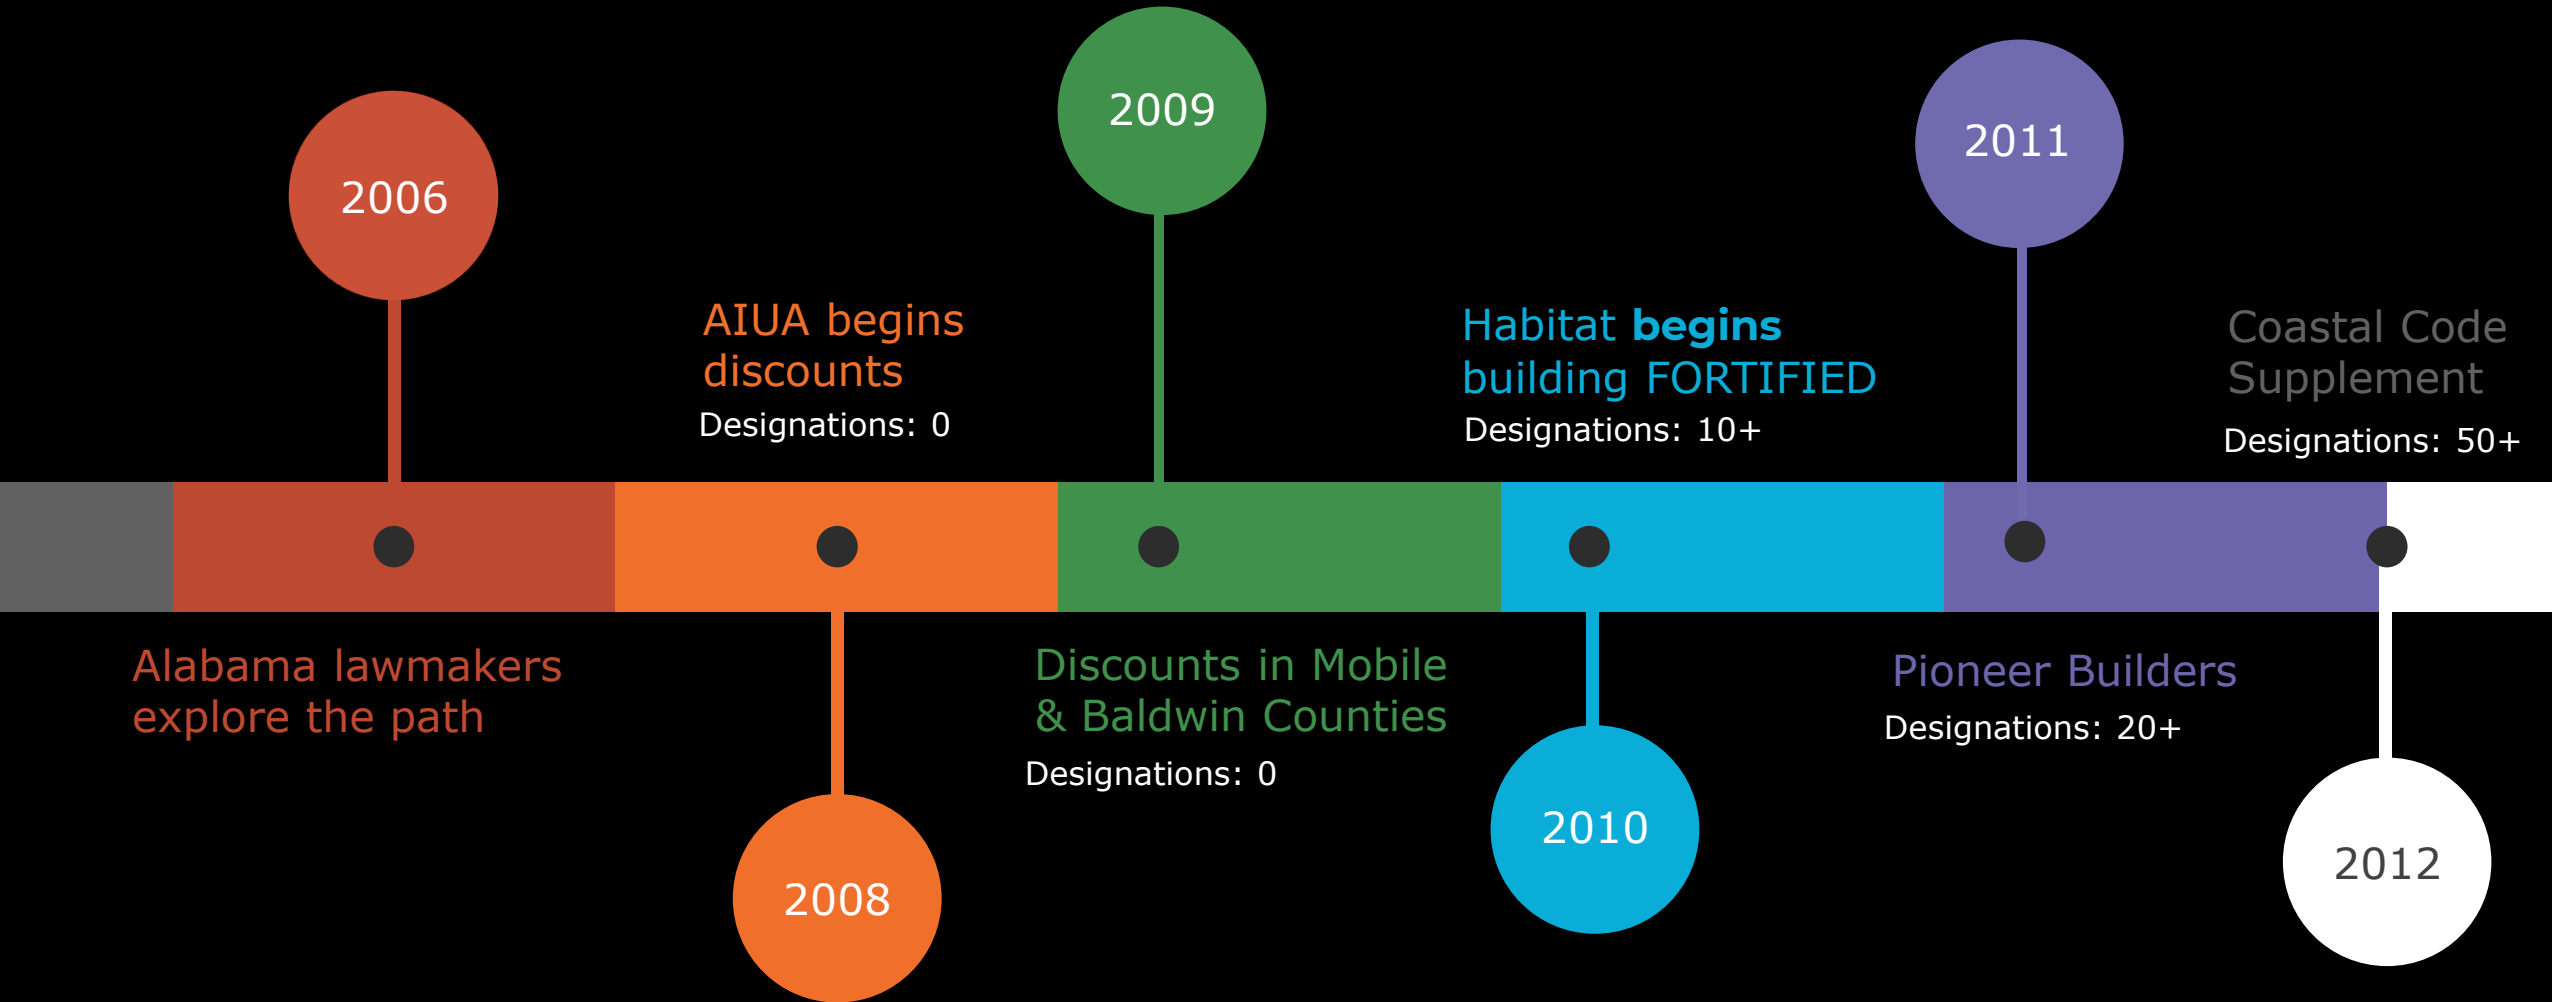 2006
Alabama lawmakers
explore the path
AIUA begins
discounts
Designations: 0
2008
2009
Discounts in Mobile
& Baldwin Counties
Designations: 0
Habitat begins
building FORTIFIED
Designations: 10+
2010
2011
Pioneer Builders
Designations: 20+
Coastal Code
Supplement
Designations: 50+
2012